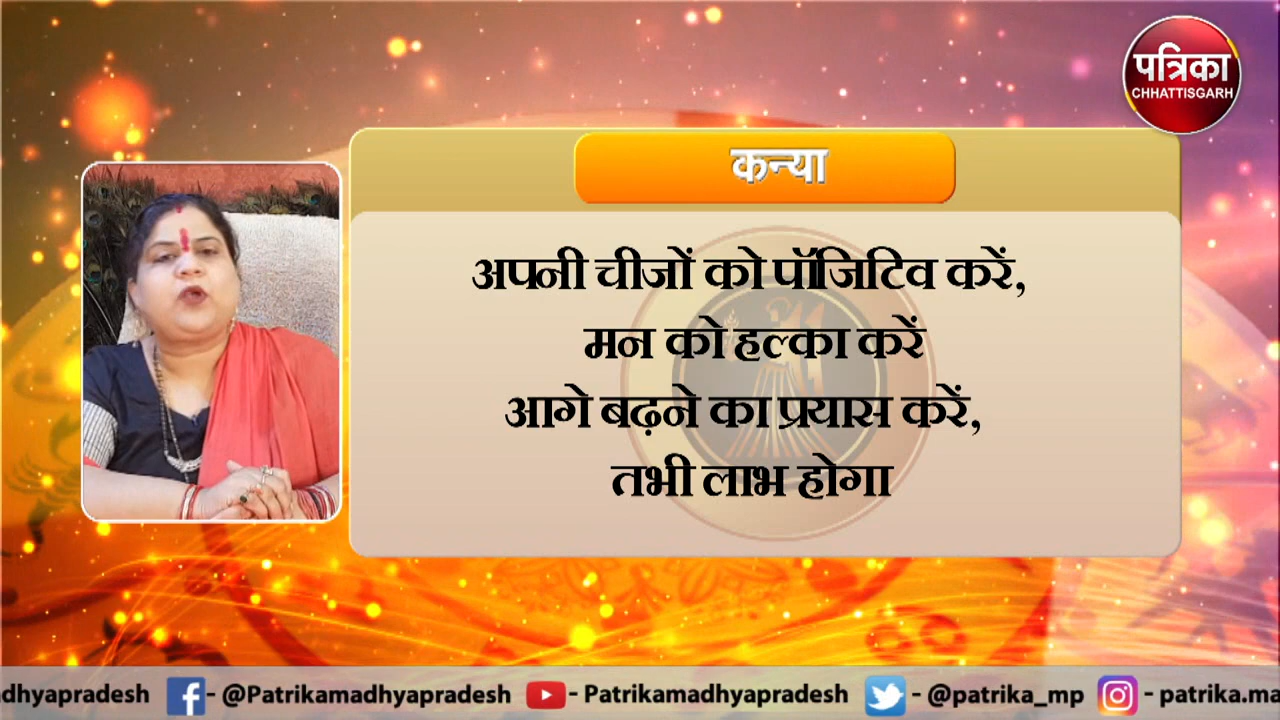 पत्रिका
CHHATTISGARH
कन्या
अपनी चीजों को पॉजिटिव करें,
मन को हल्का करें
आगे बढ़ने का प्रयास करें,
तभी लाभ होगा
dhyapradesh - @Patrikamadhyapradesh - Patrikamadhyapradesh - @patrika_mp - patrika.ma